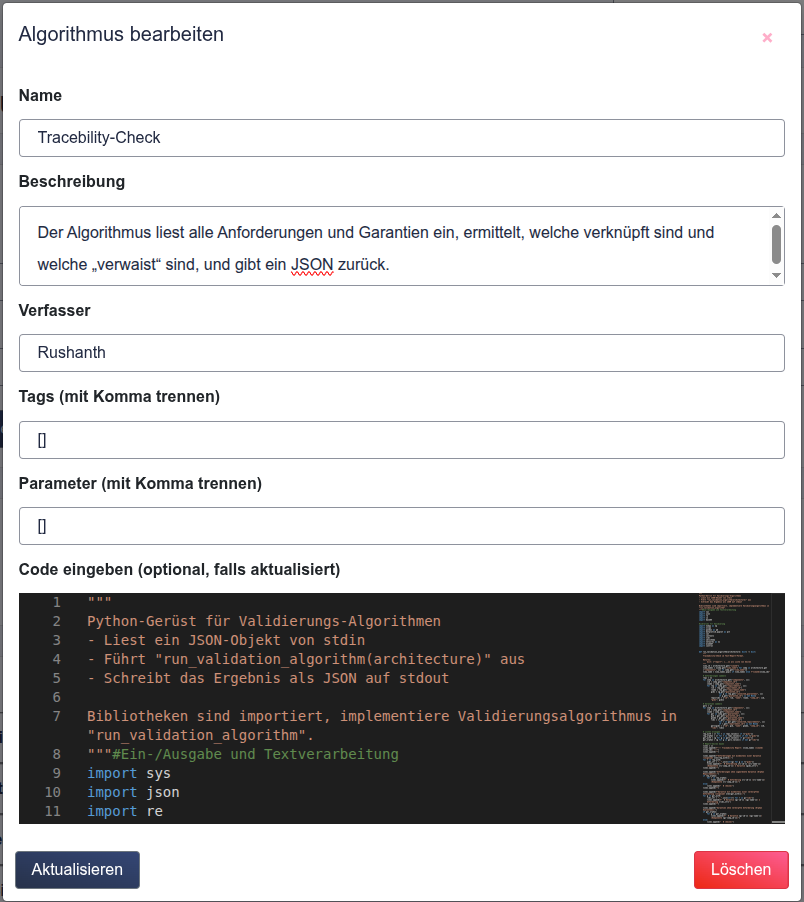 Algorithmus bearbeiten
×
Name
Tracebility-Check
Beschreibung
Der Algorithmus liest alle Anforderungen und Garantien ein, ermittelt, welche verknüpft sind und
welche „verwaist“ sind, und gibt ein JSON zurück.
Verfasser
Rushanth
Tags (mit Komma trennen)
[]
Parameter (mit Komma trennen)
[]
Code eingeben (optional, falls aktualisiert)
1 """
2 Python-Gerüst für Validierungs-Algorithmen
3 - Liest ein JSON-Objekt von stdin
4 - Führt "run_validation_algorithm(architecture)" aus
5 - Schreibt das Ergebnis als JSON auf stdout
6
7 Bibliotheken sind importiert, implementiere Validierungsalgorithmus in
"run_validation_algorithm".
8 """#Ein-/Ausgabe und Textverarbeitung
9 import sys
10 import json
11 import re
Aktualisieren
Löschen